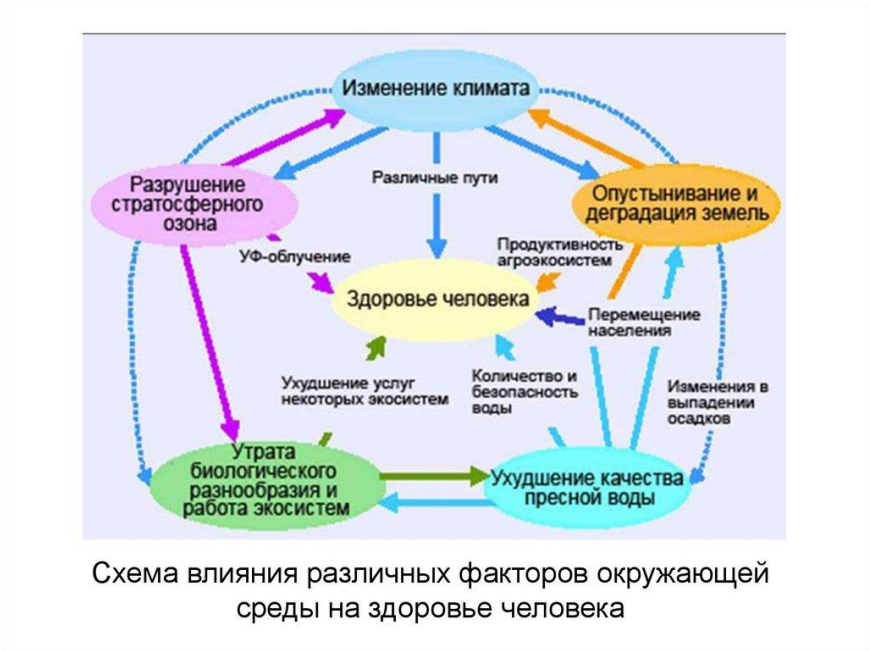 Изменение климата
Разрушение
стратосферного
озона
Различные пути
Опустынивание и
деградация земель
УФ-облучение
Продуктивность
агроэкосистем
Здоровье человека
Перемещение
населения
Ухудшение услуг
некоторых экосистем
Количество и
безопасность
воды
Изменения в
выпадении
осадков
Утрата
биологического
разнообразия и
работа экосистем
Ухудшение качества
пресной воды
Схема влияния различных факторов окружающей
среды на здоровье человека